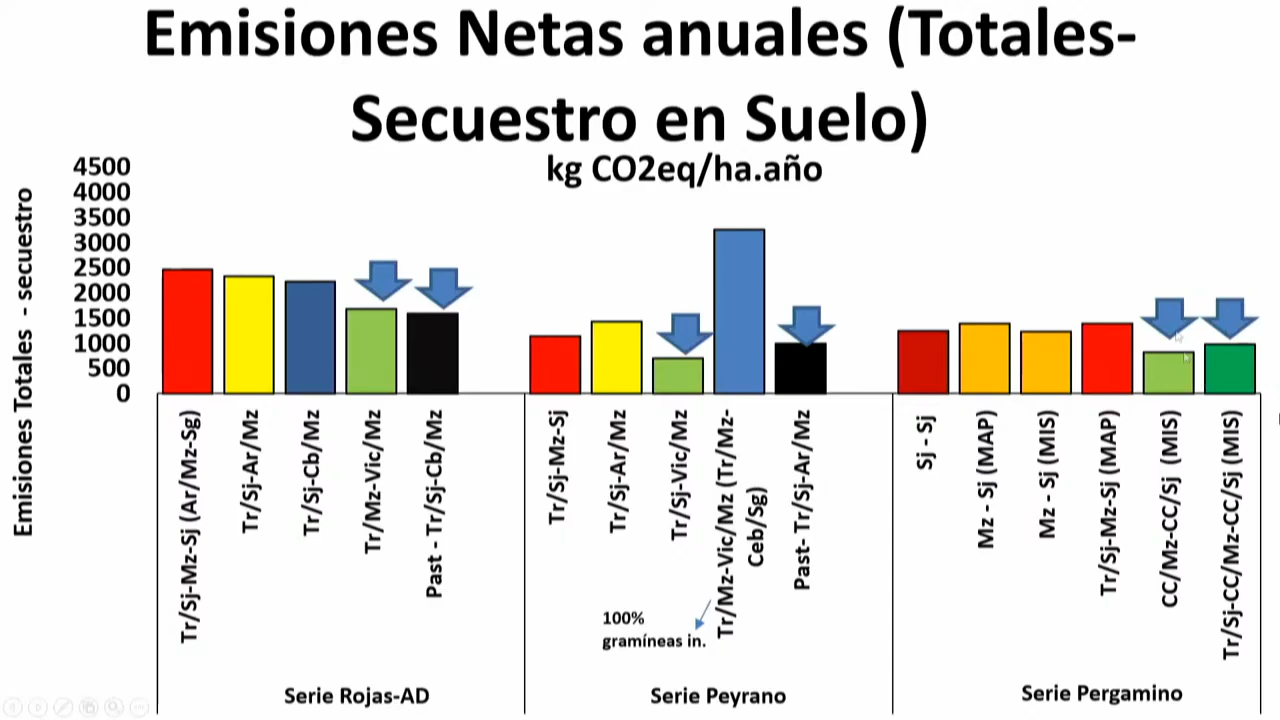 Emisiones Netas anuales (Totales-
Secuestro en Suelo)
kg CO2eq/ha.año
Emisiones Totales - secuestro
4500
4000
3500
3000
2500
2000
1500
1000
500
0
Tr/Sj-Mz-Sj (Ar/Mz-Sg)
Tr/Sj-Ar/Mz
Tr/Sj-Cb/Mz
Tr/Mz-Vic/Mz
Past - Tr/Sj-Cb/Mz
Tr/Sj-Mz-Sj
Tr/Sj-Ar/Mz
Tr/Sj-Vic/Mz
Tr/Mz-Vic/Mz (Tr/Mz-
Ceb/Sg)
Past- Tr/Sj-Ar/Mz
Sj - Sj
Mz - Sj (MAP)
Mz - Sj (MIS)
Tr/Sj-Mz-Sj (MAP)
CC/Mz-CC/Sj (MIS)
Tr/Sj-CC/Mz-CC/Sj (MIS)
100%
gramíneas in.
Serie Rojas-AD
Serie Peyrano
Serie Pergamino